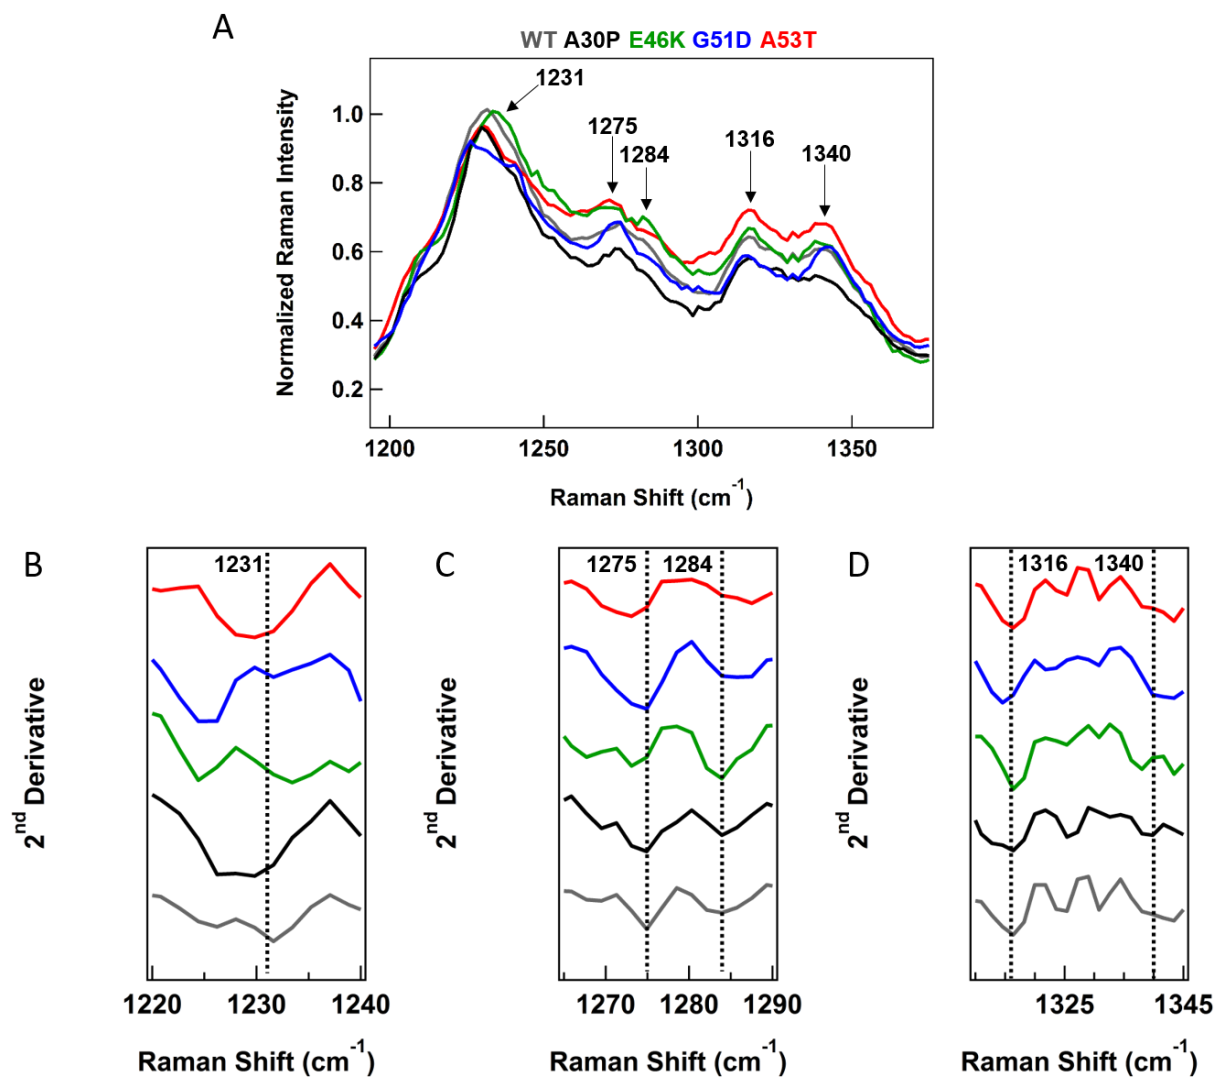 A
WT A30P E46K G51D A53T
1231
1275
1284
1316
1340
Normalized Raman Intensity
1.0
0.8
0.6
0.4
0.2
1200 1250 1300 1350
Raman Shift (cm-1)
B
1231
2nd Derivative
1220 1230 1240
Raman Shift (cm-1)
C
1275 1284
2nd Derivative
1270 1280 1290
Raman Shift (cm-1)
D
1316 1340
2nd Derivative
1325 1345
Raman Shift (cm-1)